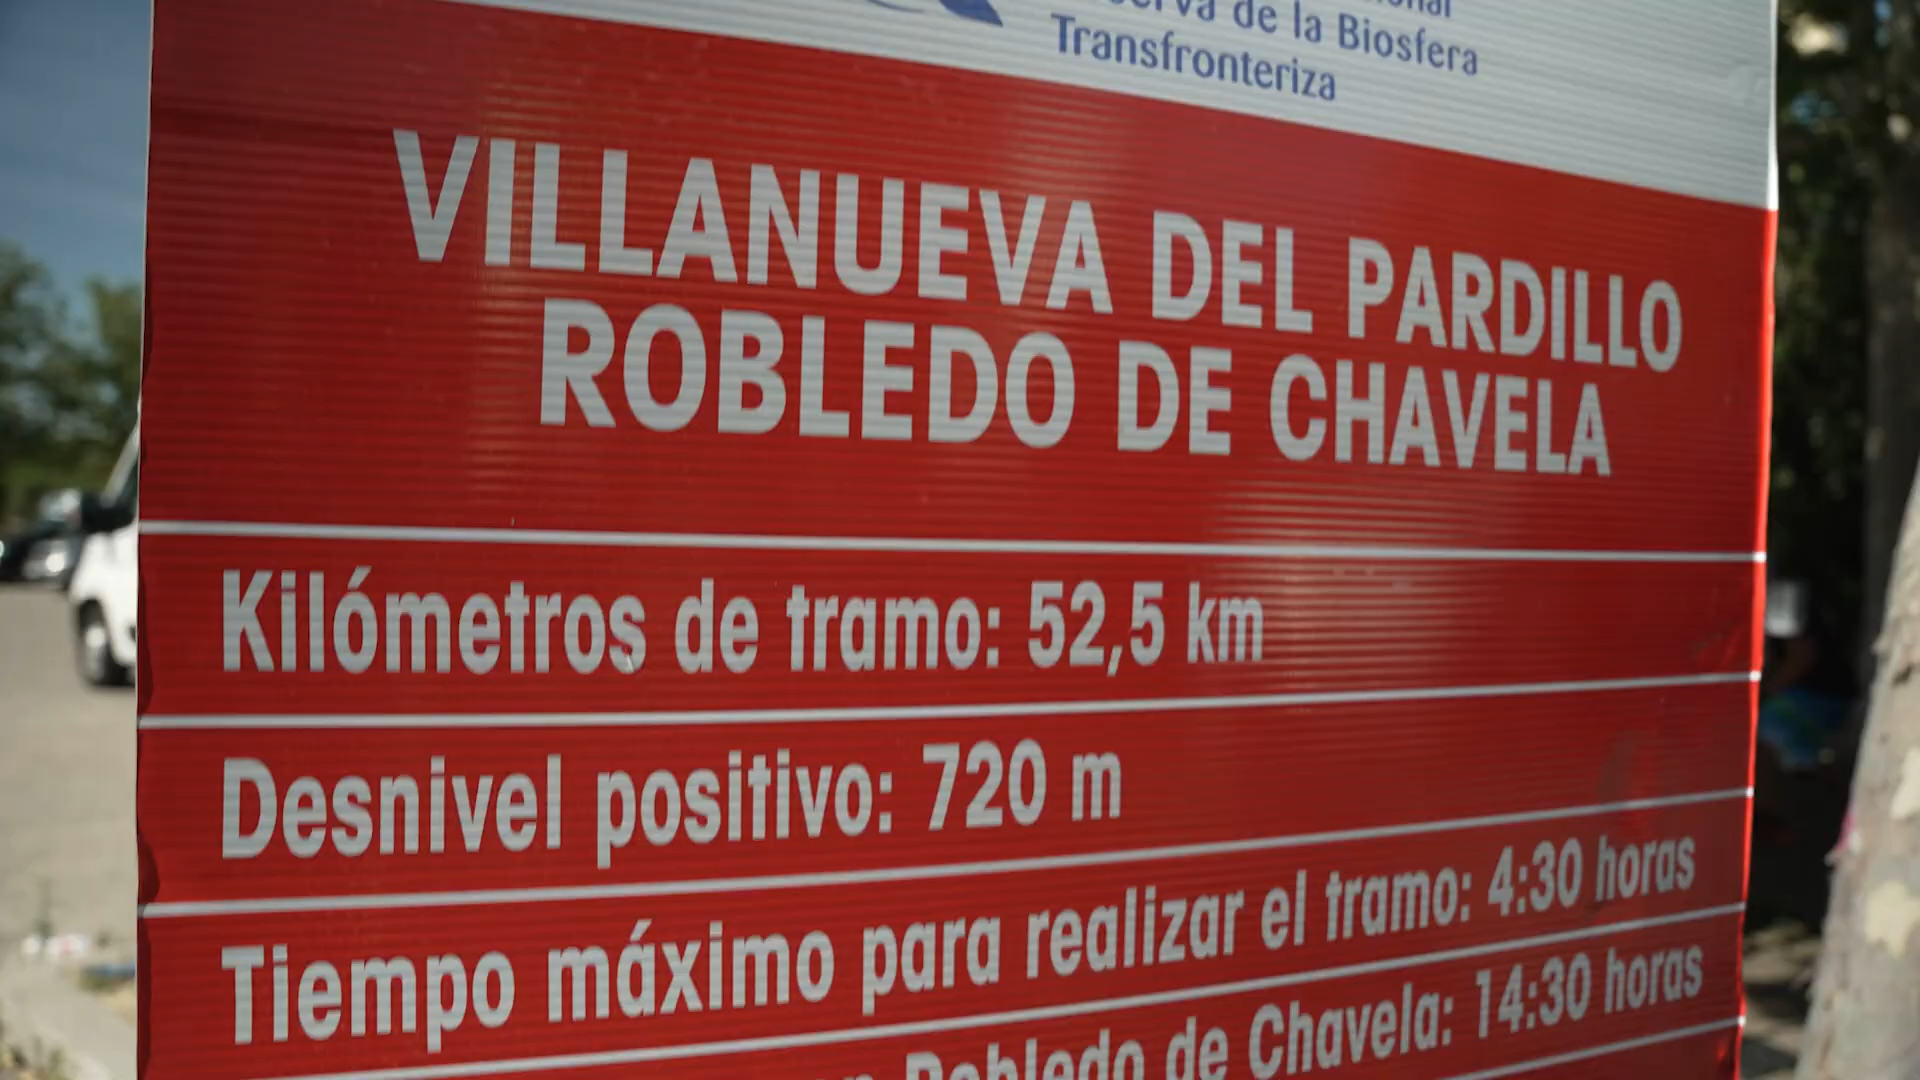 de la Biosfera
Transfronteriza
VILLANUEVA DEL PARDILLO
ROBLEDO DE CHAVELA
Kilómetros de tramo: 52,5 km
Desnivel positivo: 720 m
Tiempo máximo para realizar el tramo: 4:30 horas
Robledo de Chavela: 14:30 horas